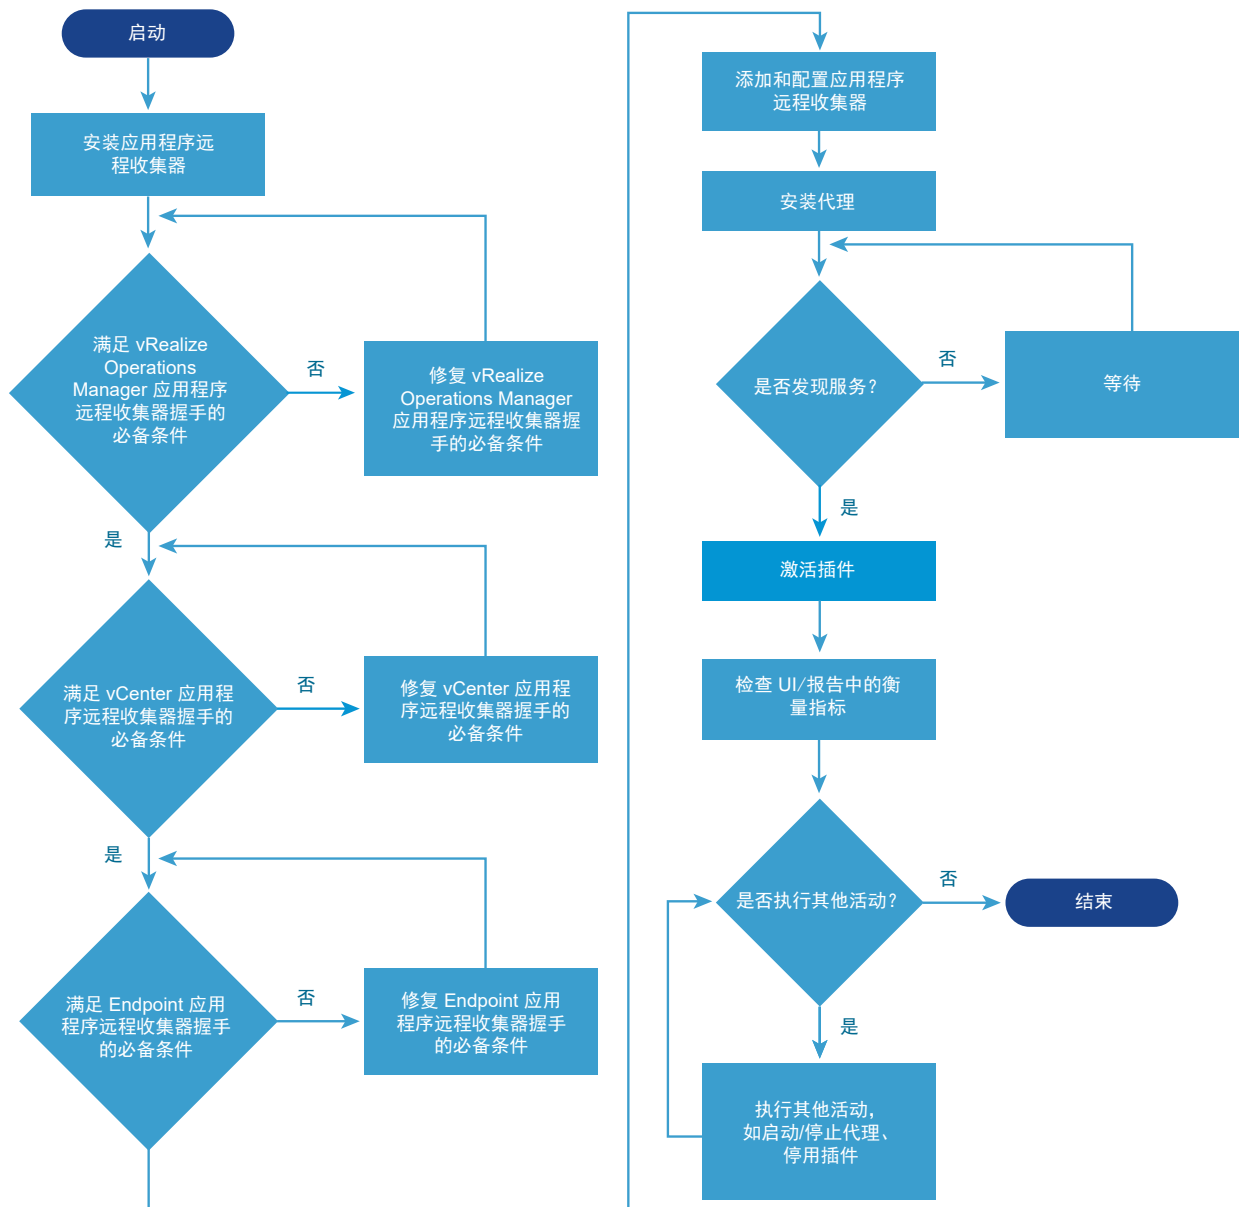 启动
安装应用程序远
程收集器
满足 vRealize
Operations
Manager 应用程序
远程收集器握手的
必备条件
否
修复 vRealize
Operations Manager
应用程序远程收集器握
手的必备条件
是
满足 vCenter 应用程
序远程收集器握手的
必备条件
否
修复 vCenter 应用程
序远程收集器握手的
必备条件
是
满足 Endpoint 应用
程序远程收集器握手
的必备条件
否
修复 Endpoint 应用
程序远程收集器握手
的必备条件
添加和配置应用程序
远程收集器
安装代理
是否发现服务？
否
等待
是
激活插件
检查 UI/报告中的衡
量指标
是否执行其他活动？
否
结束
是
执行其他活动，
如启动/停止代理、
停用插件